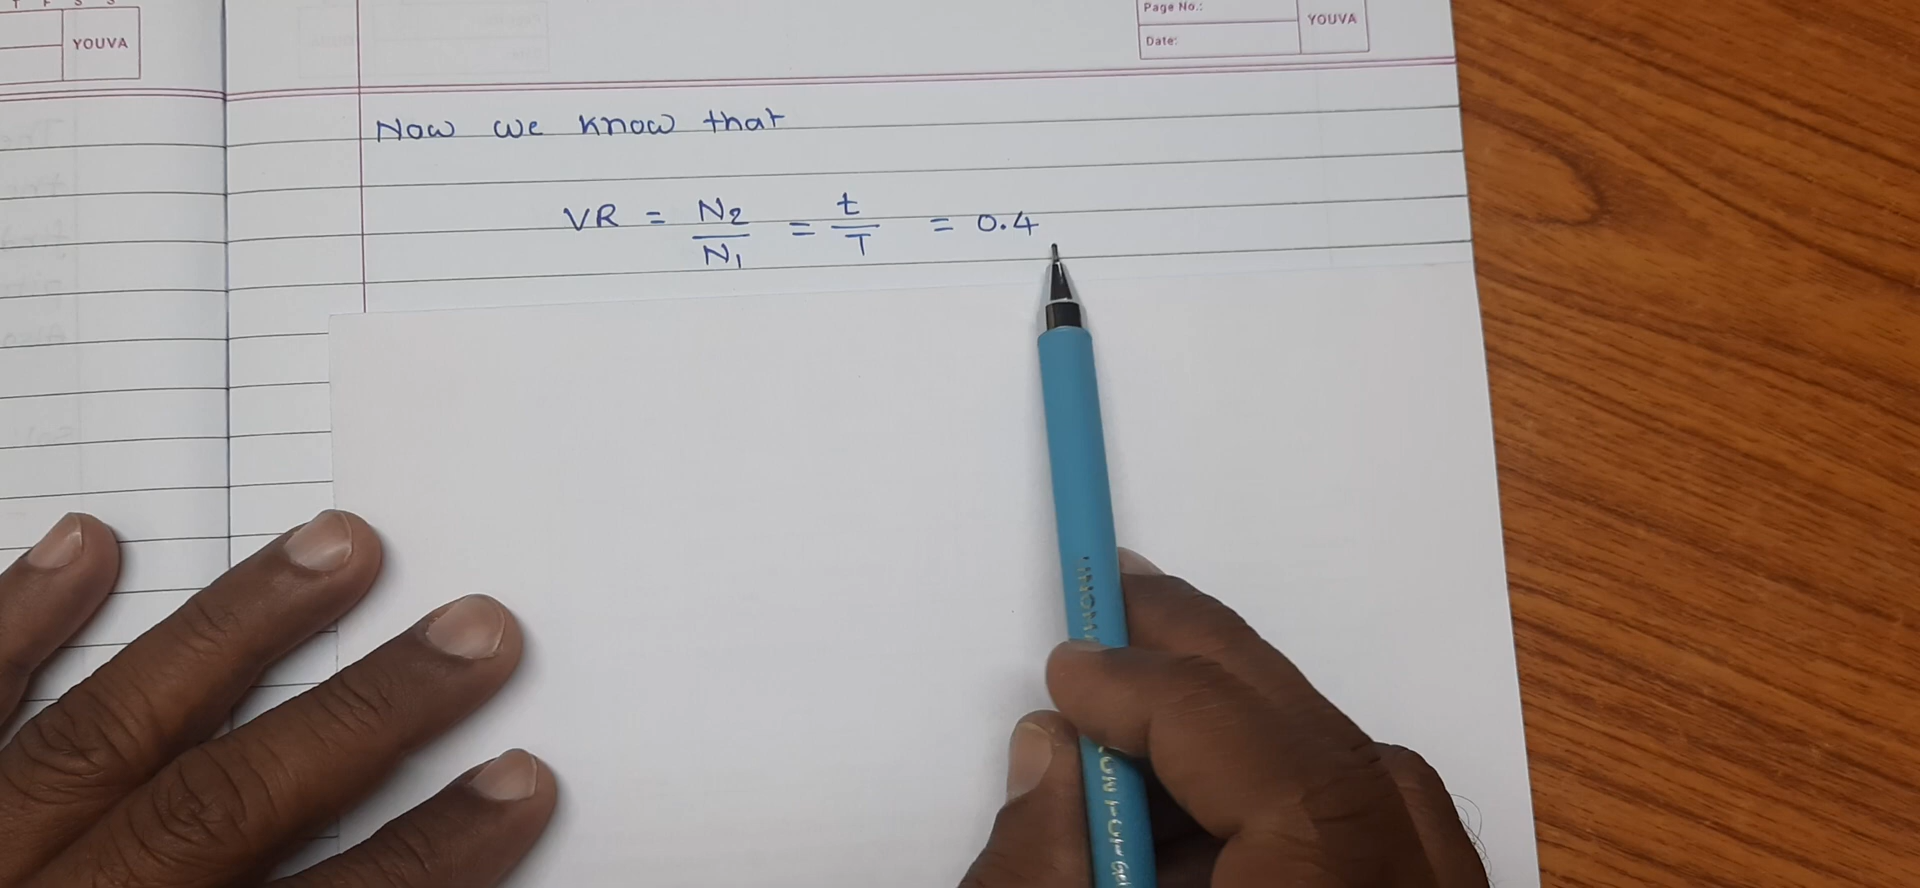 YOUVA
Page No.:
Date:
YOUVA
Now we know that
VR = N₂/N₁ = t/T = 0.4